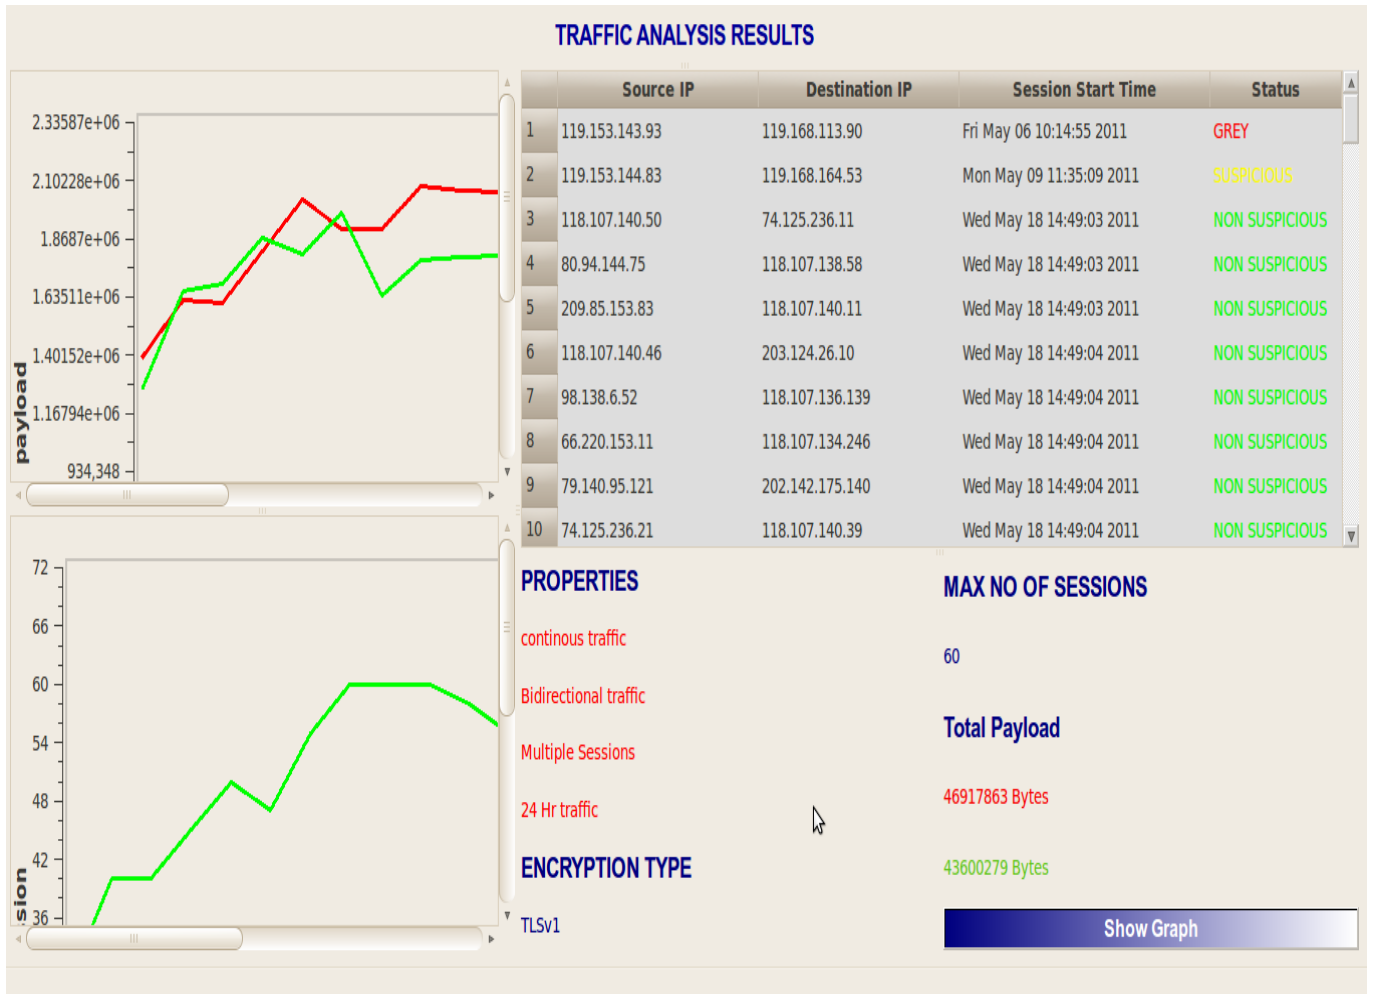 TRAFFIC ANALYSIS RESULTS
2.33587e+06
2.10228e+06
1.8687e+06
1.63511e+06
1.40152e+06
1.16794e+06
934,348
payload
Source IP Destination IP Session Start Time Status
1 119.153.143.93 119.168.113.90 Fri May 06 10:14:55 2011 GREY
2 119.153.144.83 119.168.164.53 Mon May 09 11:35:09 2011 SUSPICIOUS
3 118.107.140.50 74.125.236.11 Wed May 18 14:49:03 2011 NON SUSPICIOUS
4 80.94.144.75 118.107.138.58 Wed May 18 14:49:03 2011 NON SUSPICIOUS
5 209.85.153.83 118.107.140.11 Wed May 18 14:49:03 2011 NON SUSPICIOUS
6 118.107.140.46 203.124.26.10 Wed May 18 14:49:04 2011 NON SUSPICIOUS
7 98.138.6.52 118.107.136.139 Wed May 18 14:49:04 2011 NON SUSPICIOUS
8 66.220.153.11 118.107.134.246 Wed May 18 14:49:04 2011 NON SUSPICIOUS
9 79.140.95.121 202.142.175.140 Wed May 18 14:49:04 2011 NON SUSPICIOUS
10 74.125.236.21 118.107.140.39 Wed May 18 14:49:04 2011 NON SUSPICIOUS
72
66
60
54
48
42
36
sion
PROPERTIES
continous traffic
Bidirectional traffic
Multiple Sessions
24 Hr traffic
ENCRYPTION TYPE
TLSv1
MAX NO OF SESSIONS
60
Total Payload
46917863 Bytes
43600279 Bytes
Show Graph